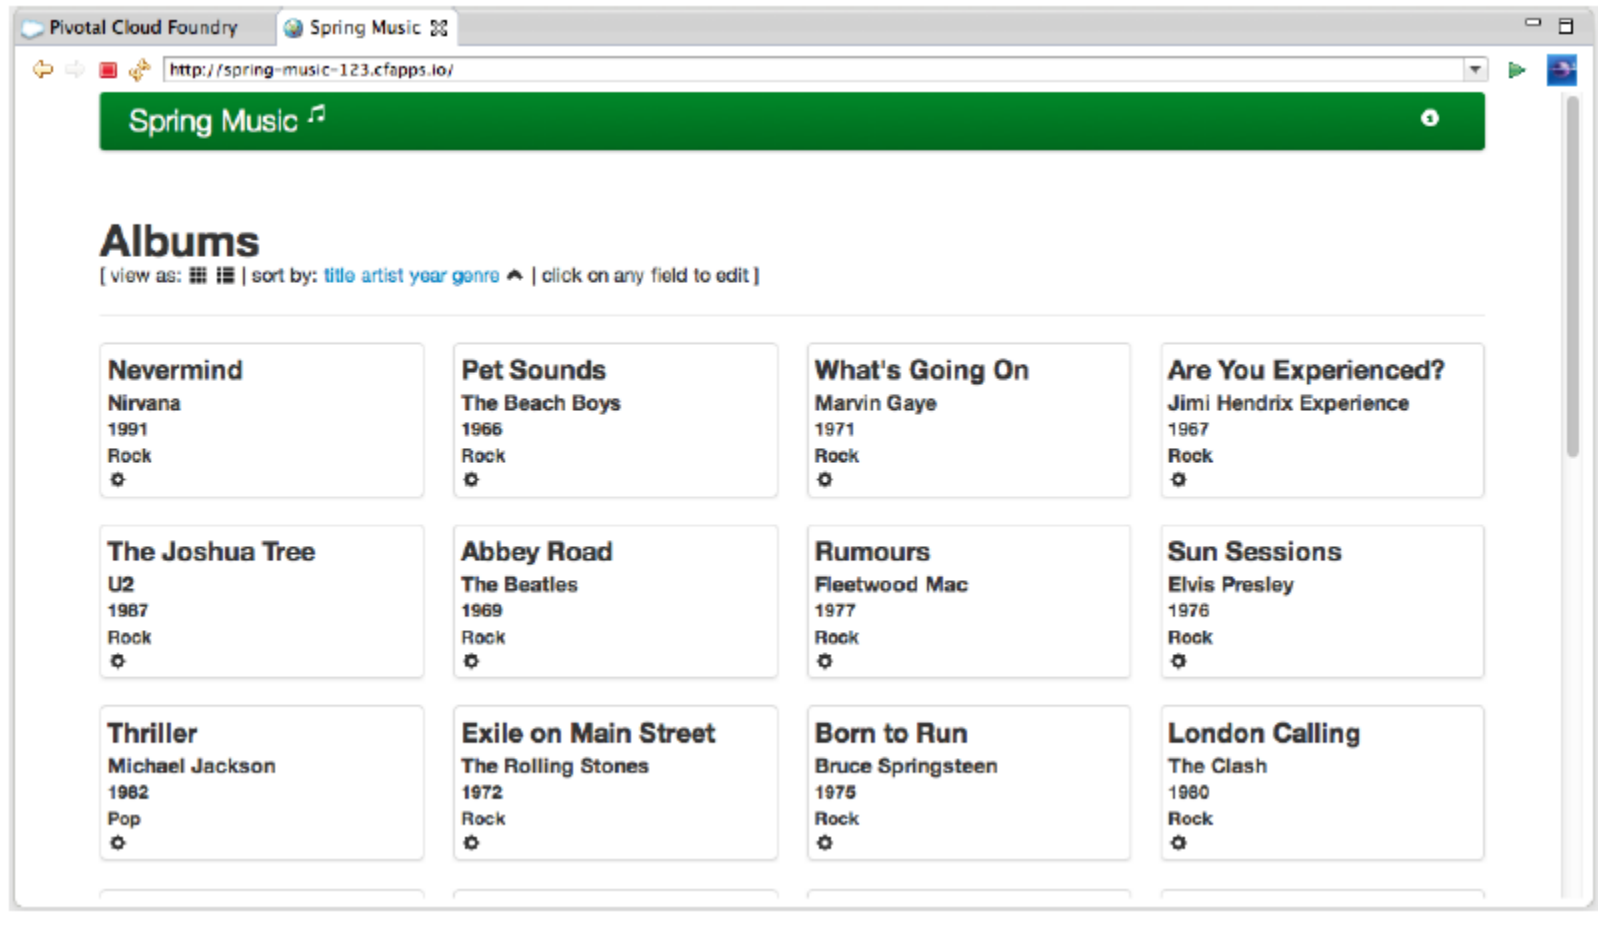 Pivotal Cloud Foundry
Spring Music
http://spring-music-123.cfapps.io/
Spring Music
Albums
[ view as: | sort by: title artist year genre | click on any field to edit ]
Nevermind
Nirvana
1991
Rock
Pet Sounds
The Beach Boys
1966
Rock
What's Going On
Marvin Gaye
1971
Rock
Are You Experienced?
Jimi Hendrix Experience
1967
Rock
The Joshua Tree
U2
1987
Rock
Abbey Road
The Beatles
1969
Rock
Rumours
Fleetwood Mac
1977
Rock
Sun Sessions
Elvis Presley
1976
Rock
Thriller
Michael Jackson
1982
Pop
Exile on Main Street
The Rolling Stones
1972
Rock
Born to Run
Bruce Springsteen
1975
Rock
London Calling
The Clash
1980
Rock